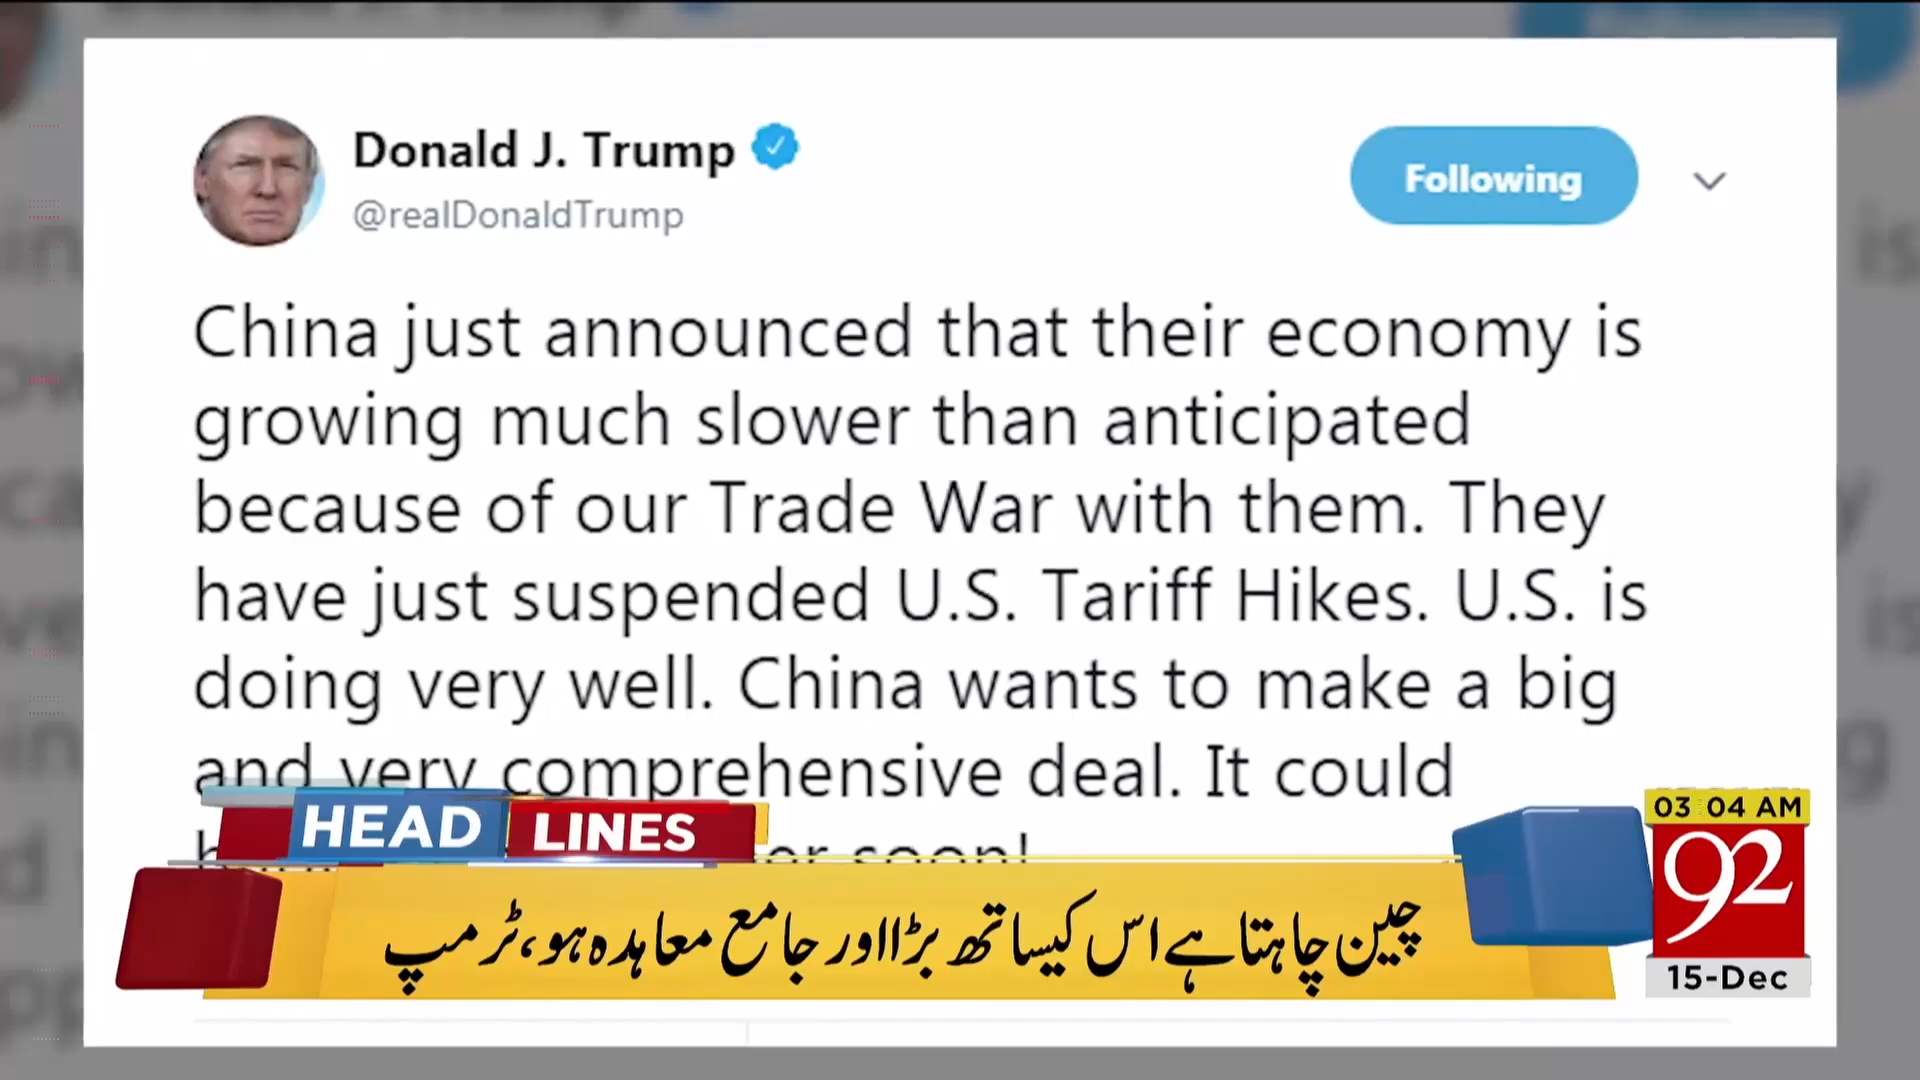 Donald J. Trump
@realDonaldTrump
Following
China just announced that their economy is
growing much slower than anticipated
because of our Trade War with them. They
have just suspended U.S. Tariff Hikes. U.S. is
doing very well. China wants to make a big
and very comprehensive deal. It could
soon!
HEAD LINES
چین چاہتا ہے اس کیساتھ بڑا اور جامع معاہدہ ہو، ٹرمپ
03:04 AM
92
15-Dec